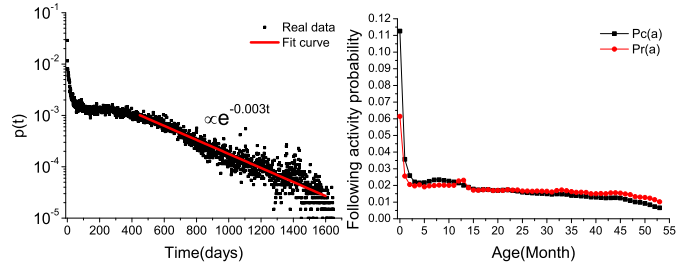 10^-1
10^-2
10^-3
10^-4
10^-5
p(t)
0 200 400 600 800 1000 1200 1400 1600
Time(days)
Real data
Fit curve
∝e^-0.003t
0.12
0.11
0.10
0.09
0.08
0.07
0.06
0.05
0.04
0.03
0.02
0.01
0.00
Following activity probability
0 5 10 15 20 25 30 35 40 45 50 55
Age(Month)
Pc(a)
Pr(a)